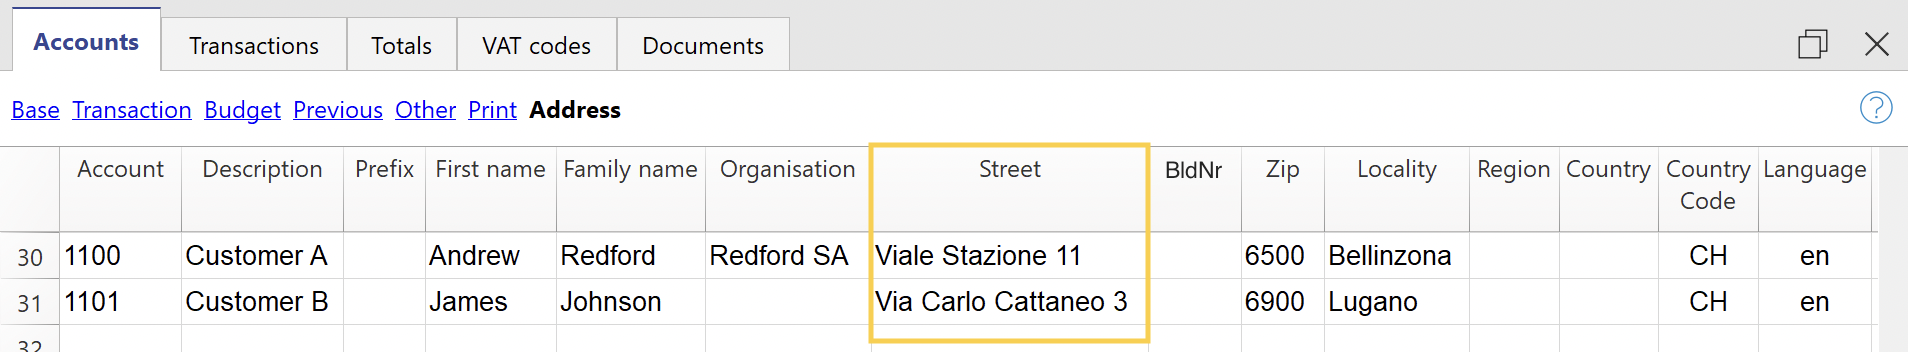 Accounts Transactions Totals VAT codes Documents
Base Transaction Budget Previous Other Print Address ?
Account Description Prefix First name Family name Organisation Street BldNr Zip Locality Region Country Country Code Language
30 1100 Customer A Andrew Redford Redford SA Viale Stazione 11 6500 Bellinzona CH en
31 1101 Customer B James Johnson Via Carlo Cattaneo 3 6900 Lugano CH en
32